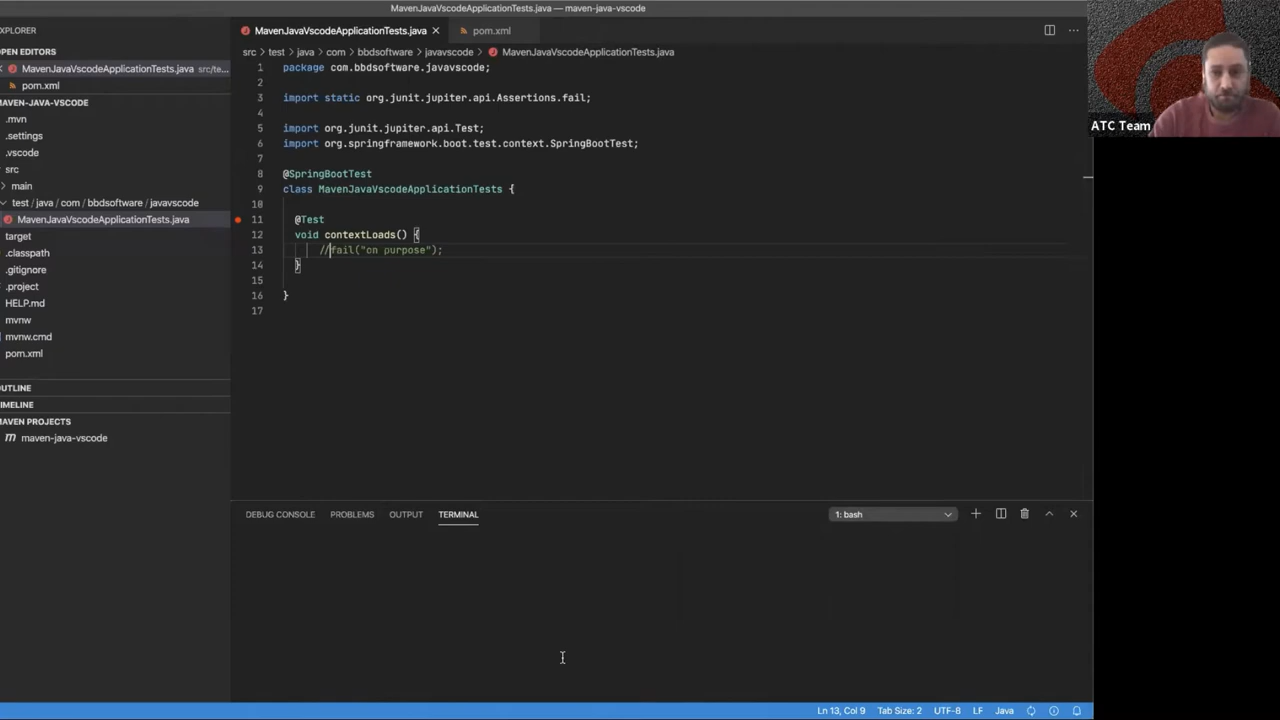 MavenJavaVscodeApplicationTests.java — maven-java-vscode
EXPLORER
OPEN EDITORS
MavenJavaVscodeApplicationTests.java src/te...
pom.xml
MAVEN-JAVA-VSCODE
.mvn
.settings
.vscode
src
main
test / java / com / bbdsoftware / javavscode
MavenJavaVscodeApplicationTests.java
target
.classpath
.gitignore
.project
HELP.md
mvnw
mvnw.cmd
pom.xml
OUTLINE
TIMELINE
MAVEN PROJECTS
maven-java-vscode
MavenJavaVscodeApplicationTests.java
pom.xml
src › test › java › com › bbdsoftware › javavscode › MavenJavaVscodeApplicationTests.java
1 package com.bbdsoftware.javavscode;
2
3 import static org.junit.jupiter.api.Assertions.fail;
4
5 import org.junit.jupiter.api.Test;
6 import org.springframework.boot.test.context.SpringBootTest;
7
8 @SpringBootTest
9 class MavenJavaVscodeApplicationTests {
10
11 @Test
12 void contextLoads() {
13 //fail("on purpose");
14 }
15
16 }
17
DEBUG CONSOLE PROBLEMS OUTPUT TERMINAL 1: bash
Ln 13, Col 9 Tab Size: 2 UTF-8 LF Java
ATC Team